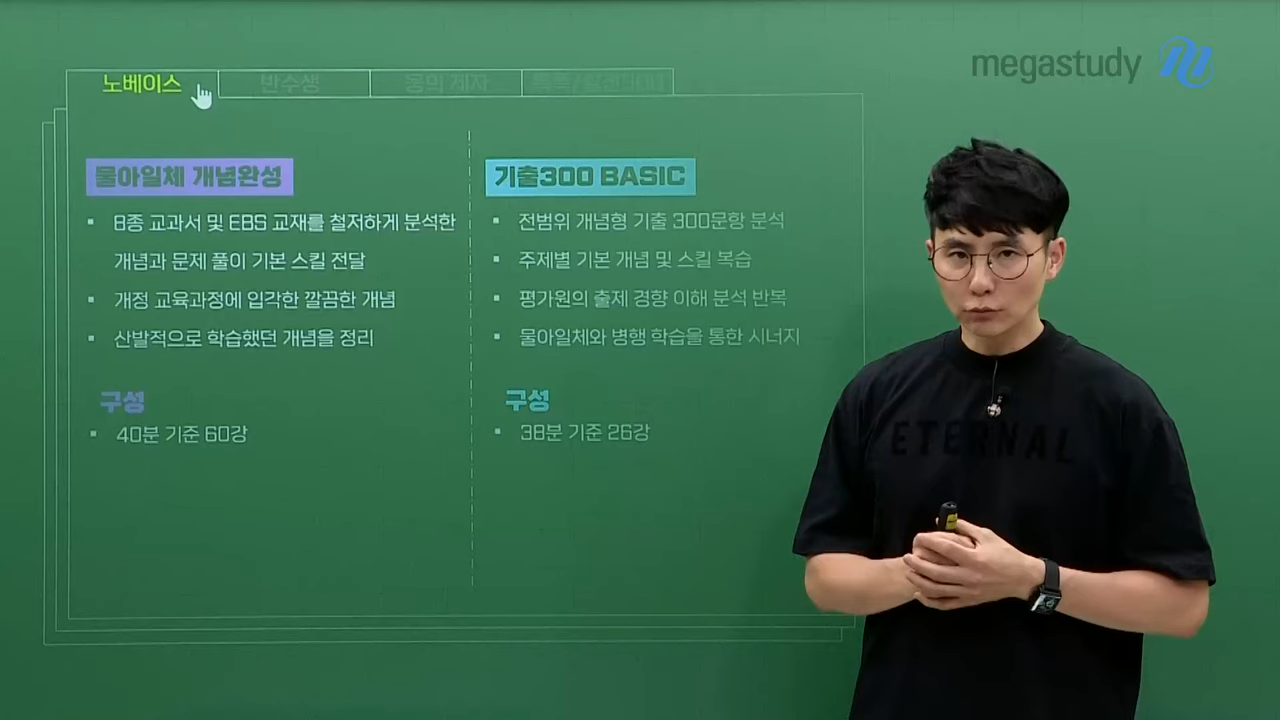 megastudy
노베이스
반수생
물아일체 개념완성
8종 교과서 및 EBS 교재를 철저하게 분석한
개념과 문제 풀이 기본 스킬 전달
개정 교육과정에 입각한 깔끔한 개념
산발적으로 학습했던 개념을 정리
구성
40분 기준 60강
기출300 BASIC
전범위 개념형 기출 300문항 분석
주제별 기본 개념 및 스킬 복습
평가원의 출제 경향 이해 분석 반복
물아일체와 병행 학습을 통한 시너지
구성
38분 기준 26강
ETERNAL